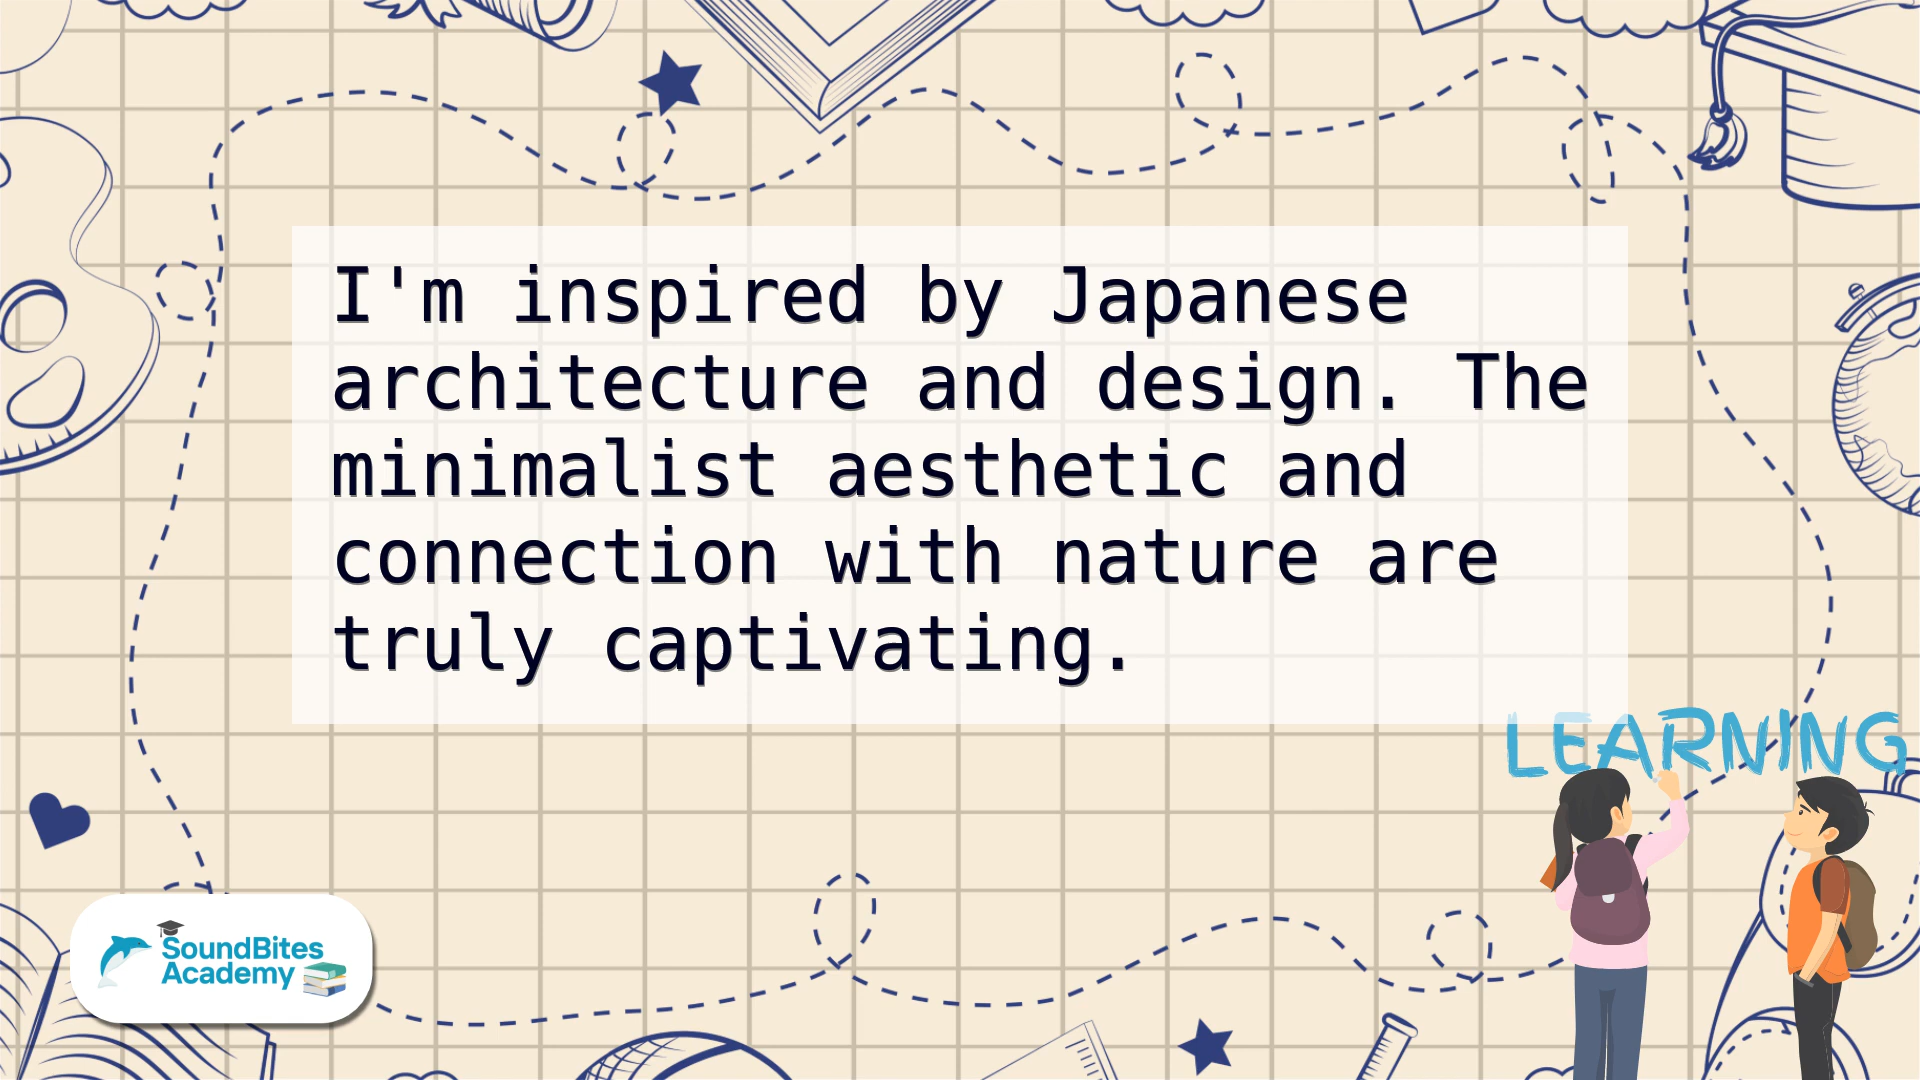 I'm inspired by Japanese
architecture and design. The
minimalist aesthetic and
connection with nature are
truly captivating.
LEARNING
SoundBites
Academy